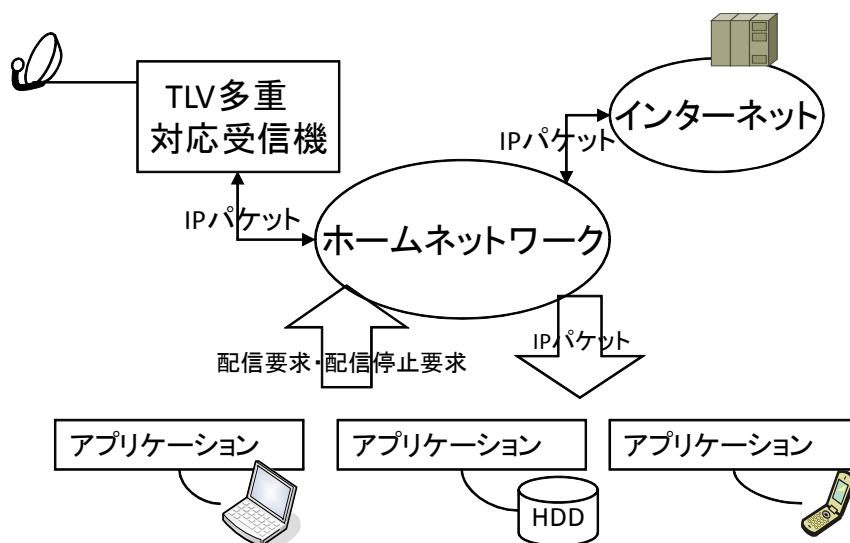 TLV多重
対応受信機
インターネット
IPパケット
IPパケット
ホームネットワーク
配信要求・配信停止要求
IPパケット
アプリケーション
アプリケーション
アプリケーション
HDD